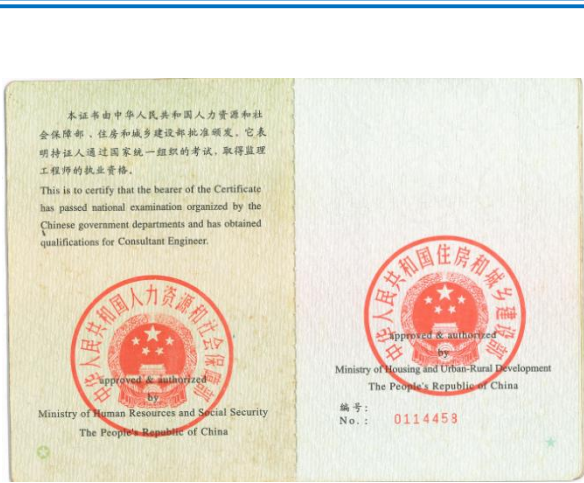 本证书由中华人民共和国人力资源和社
会保障部、住房和城乡建设部批准颁发。它表
明持证人通过国家统一组织的考试，取得监理
工程师的执业资格。
This is to certify that the bearer of the Certificate
has passed national examination organized by the
Chinese government departments and has obtained
qualifications for Consultant Engineer.
中华人民共和国人力资源和社会保障部
approved & authorized
by
Ministry of Human Resources and Social Security
The People's Republic of China
中华人民共和国住房和城乡建设部
approved & authorized
by
Ministry of Housing and Urban-Rural Development
The People's Republic of China
编号：
No.： 0114458